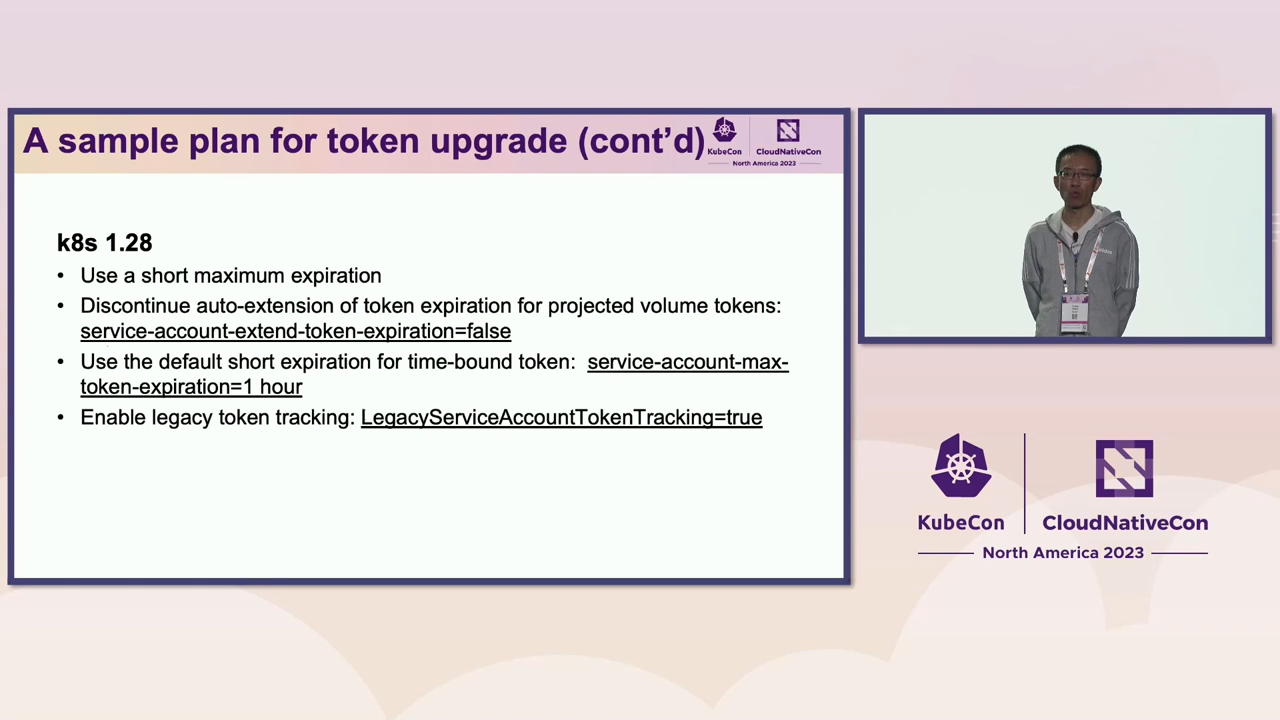 A sample plan for token upgrade (cont’d)
KubeCon
CloudNativeCon
North America 2023
k8s 1.28
• Use a short maximum expiration
• Discontinue auto-extension of token expiration for projected volume tokens:
service-account-extend-token-expiration=false
• Use the default short expiration for time-bound token: service-account-max-
token-expiration=1 hour
• Enable legacy token tracking: LegacyServiceAccountTokenTracking=true
KubeCon
CloudNativeCon
North America 2023